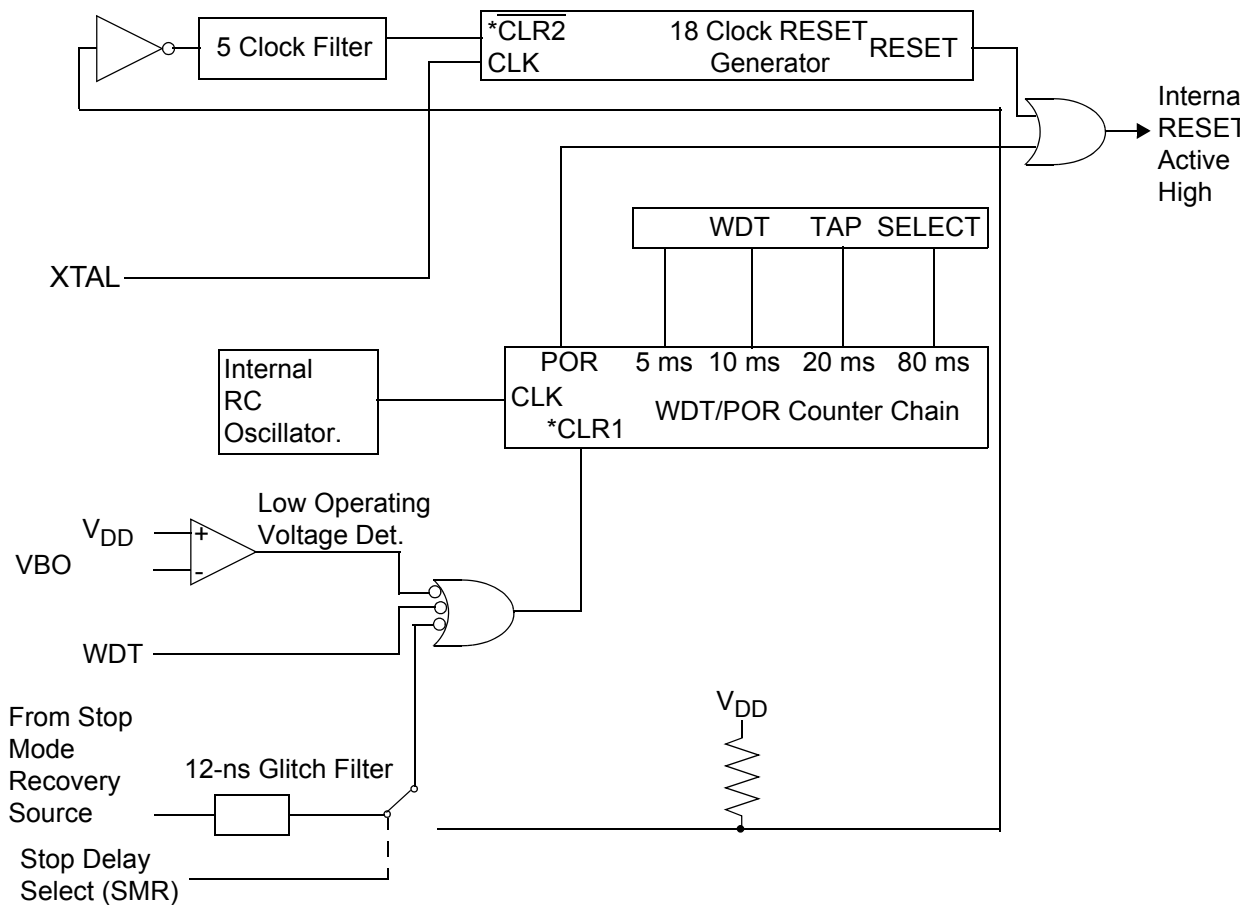 5 Clock Filter
*CLR2
CLK
18 Clock RESET
Generator
RESET
Interna
RESET
Active
High
WDT TAP SELECT
XTAL
POR 5 ms 10 ms 20 ms 80 ms
CLK
WDT/POR Counter Chain
*CLR1
Internal
RC
Oscillator.
Low Operating
Voltage Det.
VDD
+
VBO
-
WDT
From Stop
Mode
Recovery
Source
12-ns Glitch Filter
VDD
Stop Delay
Select (SMR)